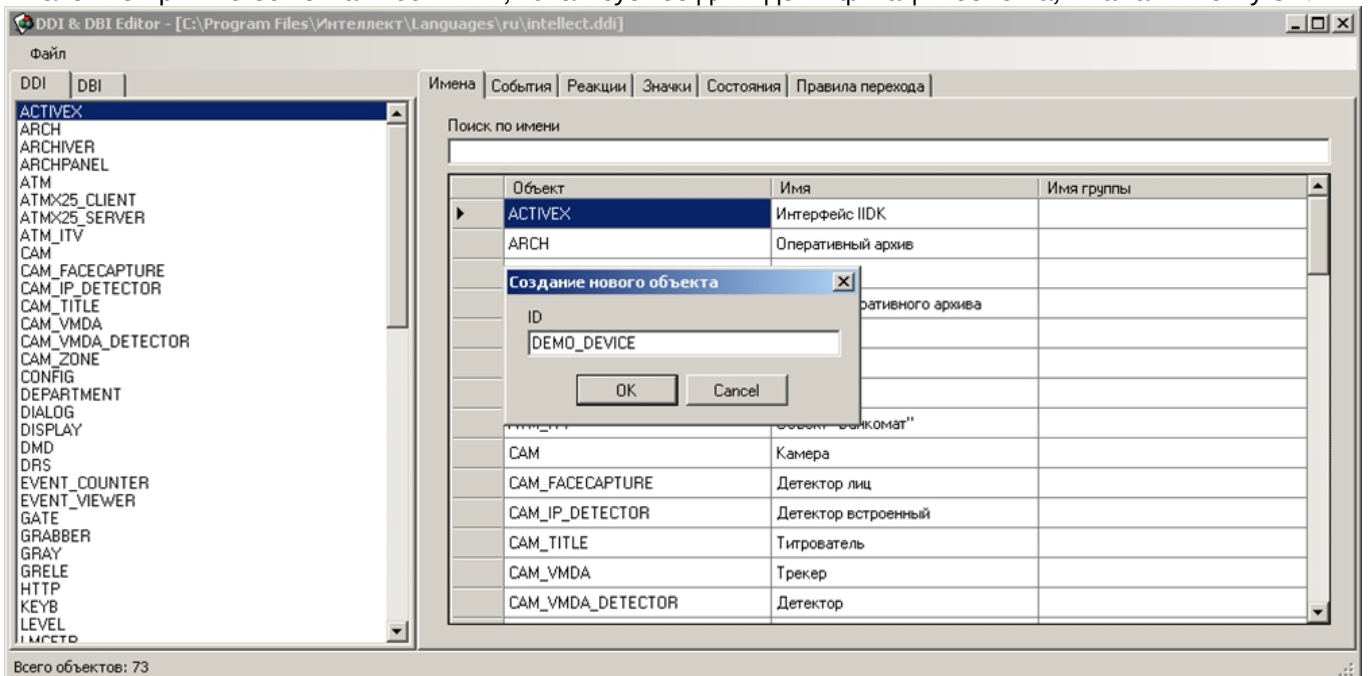 DDI & DBI Editor - [C:\Program Files\Интеллект\Languages\ru\intellect.ddi]
Файл
DDI DBI
ACTIVEX
ARCH
ARCHIVER
ARCHPANEL
ATM
ATMX25_CLIENT
ATMX25_SERVER
ATM_ITV
CAM
CAM_FACECAPTURE
CAM_IP_DETECTOR
CAM_TITLE
CAM_VMDA
CAM_VMDA_DETECTOR
CAM_ZONE
CONFIG
DEPARTMENT
DIALOG
DISPLAY
DMD
DRS
EVENT_COUNTER
EVENT_VIEWER
GATE
GRABBER
GRAY
GRELE
HTTP
KEYB
LEVEL
Имена События Реакции Значки Состояния Правила перехода
Поиск по имени
Объект Имя Имя группы
ACTIVEX Интерфейс IIDK
ARCH Оперативный архив
Создание нового объекта
ID
DEMO_DEVICE
OK Cancel
архива
CAM Камера
CAM_FACECAPTURE Детектор лиц
CAM_IP_DETECTOR Детектор встроенный
CAM_TITLE Титрователь
CAM_VMDA Трекер
CAM_VMDA_DETECTOR Детектор
Всего объектов: 73